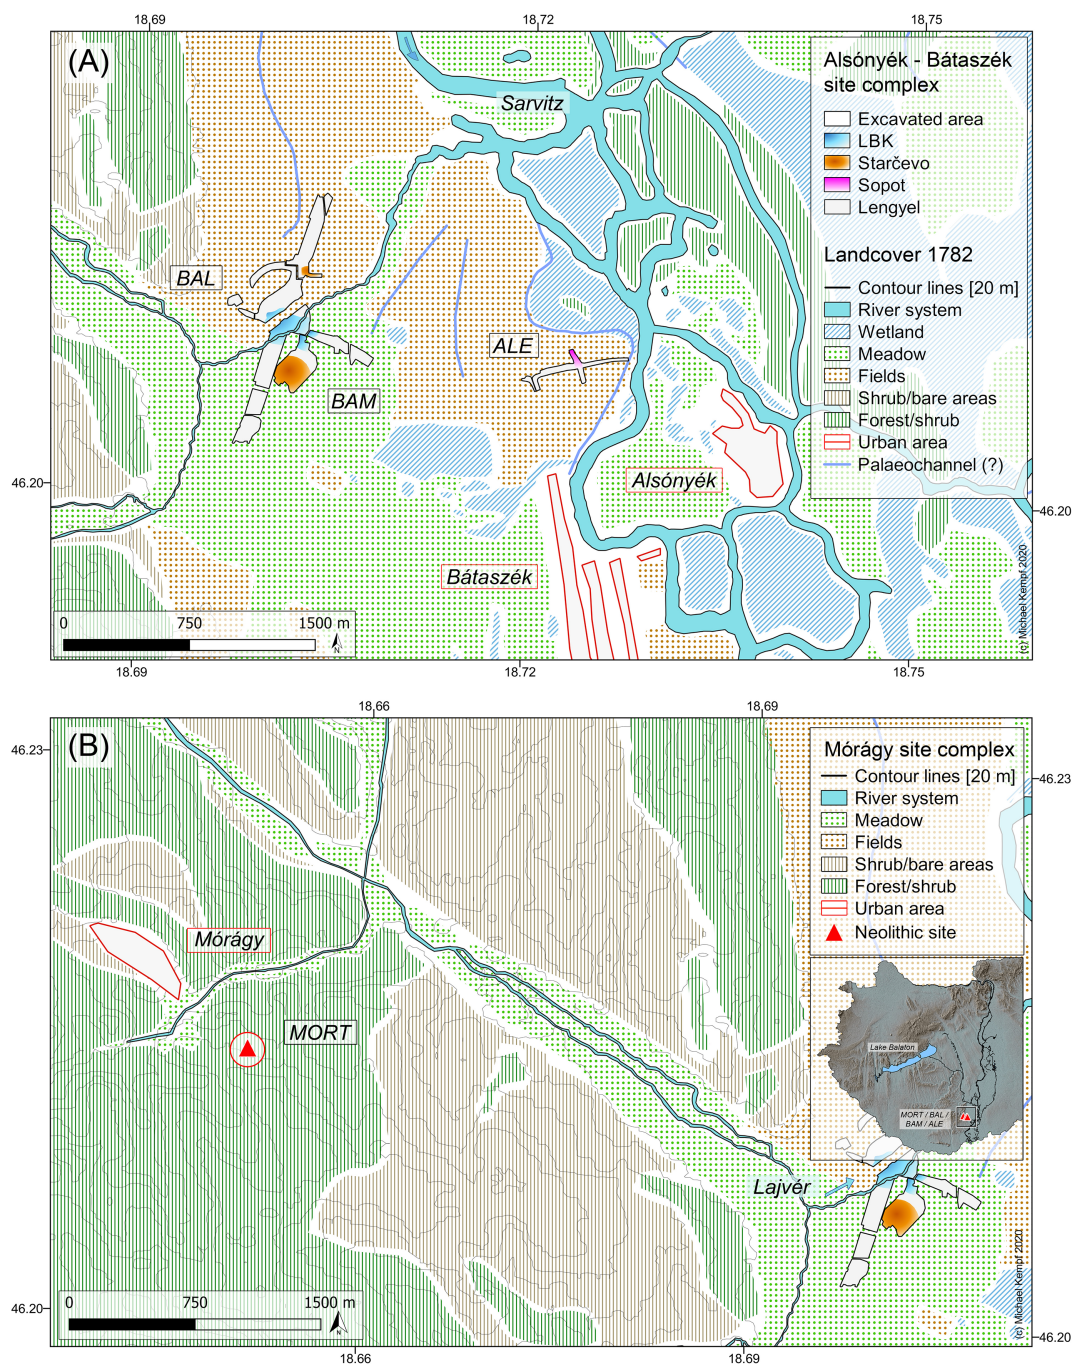 18.69
18.72
18.75
(A)
Alsónyék - Bátaszék
site complex
Excavated area
LBK
Starčevo
Sopot
Lengyel
Landcover 1782
Contour lines [20 m]
River system
Wetland
Meadow
Fields
Shrub/bare areas
Forest/shrub
Urban area
Palaeochannel (?)
Sarvitz
BAL
ALE
BAM
Alsónyék
Bátaszék
46.20
46.20
0 750 1500 m
N
(c) Michael Kempf 2020
18.69
18.72
18.75
18.66
18.69
(B)
46.23
46.23
Mórágy site complex
Contour lines [20 m]
River system
Meadow
Fields
Shrub/bare areas
Forest/shrub
Urban area
Neolithic site
Mórágy
MORT
Lake Balaton
MORT / BAL /
BAM / ALE
Lajvér
0 750 1500 m
N
(c) Michael Kempf 2020
46.20
46.20
18.66
18.69